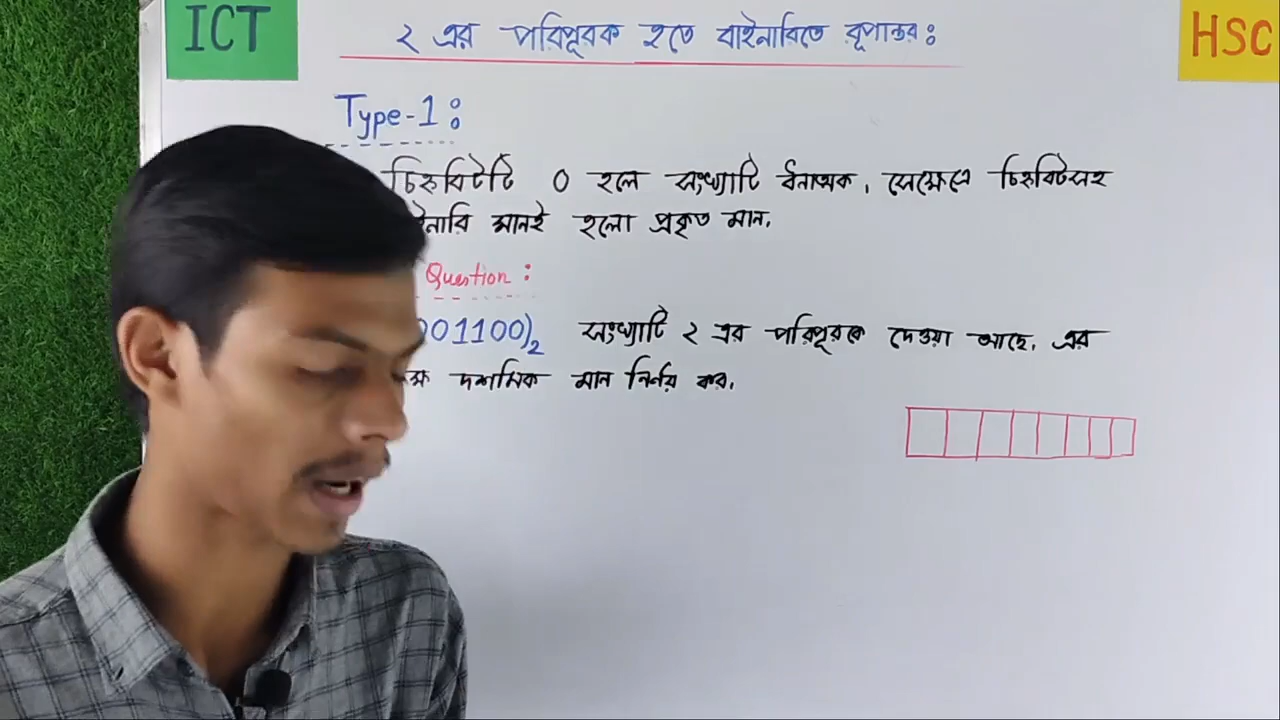 ICT
HSC
২ এর পরিপূরক হতে বাইনারিতে রূপান্তর:
Type-1:
চিহ্নবিটটি 0 হলে সংখ্যাটি ধনাত্মক, সেক্ষেত্রে চিহ্নবিটসহ
মানই হলো প্রকৃত মান.
Question:
001100)2 সংখ্যাটি ২ এর পরিপূরকে দেওয়া আছে. এর
দশমিক মান নির্ণয় কর.